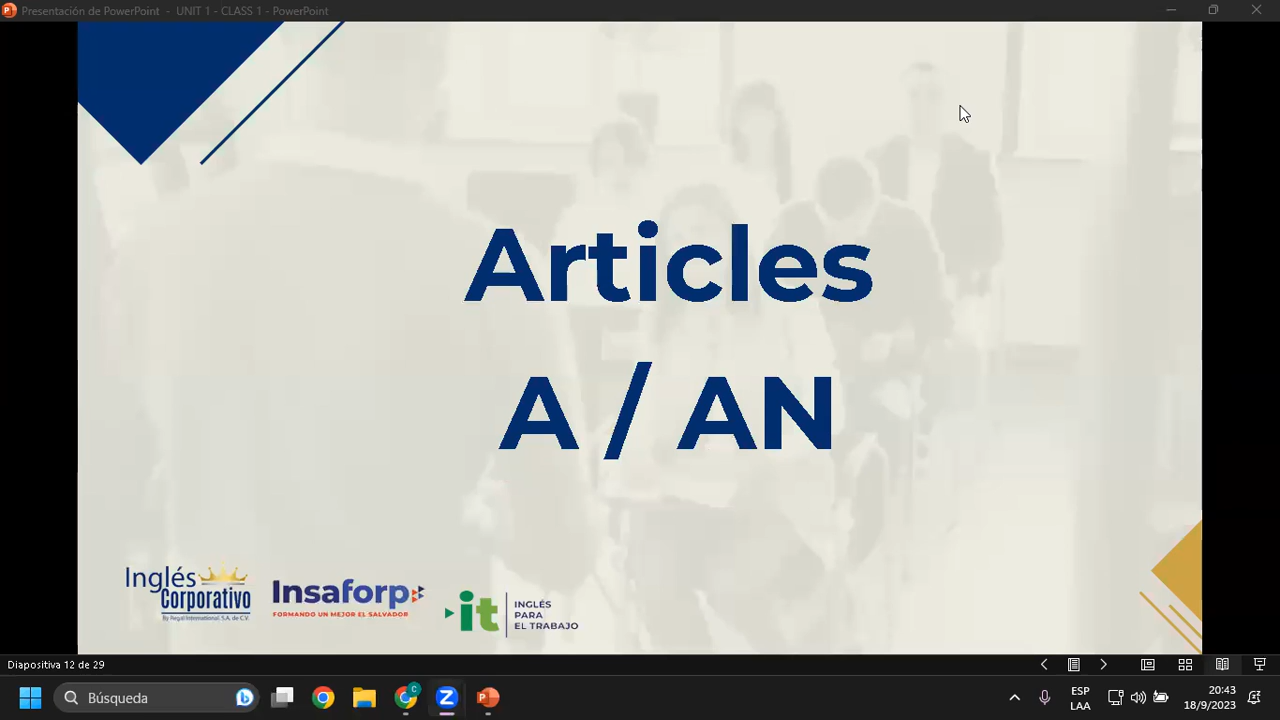 Presentación de PowerPoint - UNIT 1 - CLASS 1 - PowerPoint
Articles
A / AN
Inglés
Corporativo
By Regal International, S.A. de C.V.
Insaforp
FORMANDO UN MEJOR EL SALVADOR
it
INGLÉS
PARA
EL TRABAJO
Diapositiva 12 de 29
Búsqueda
ESP
LAA
20:43
18/9/2023